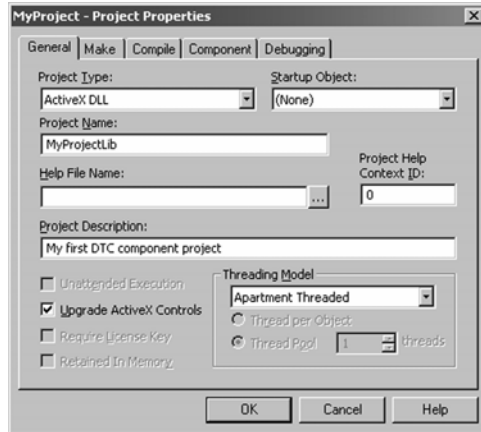 MyProject - Project Properties
General Make Compile Component Debugging
Project Type: Startup Object:
ActiveX DLL (None)
Project Name:
MyProjectLib
Help File Name: Project Help Context ID:
... 0
Project Description:
My first DTC component project
Unattended Execution
Upgrade ActiveX Controls
Require License Key
Retained In Memory
Threading Model
Apartment Threaded
Thread per Object
Thread Pool 1 threads
OK Cancel Help